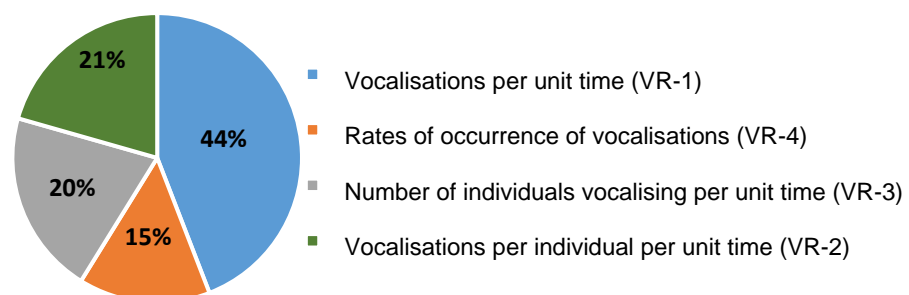 21%
44%
20%
15%
Vocalisations per unit time (VR-1)
Rates of occurrence of vocalisations (VR-4)
Number of individuals vocalising per unit time (VR-3)
Vocalisations per individual per unit time (VR-2)